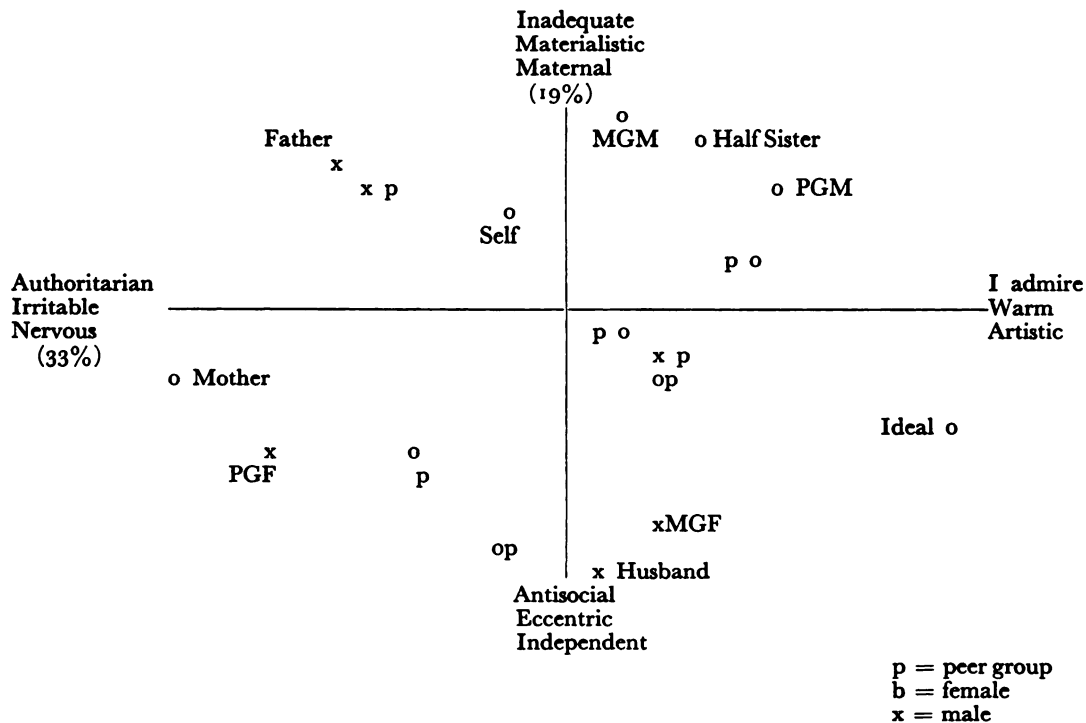 Inadequate
Materialistic
Maternal
(19%)
o
MGM
o Half Sister
Father
x
x p
o PGM
o
Self
p o
Authoritarian
Irritable
Nervous
(33%)
I admire
Warm
Artistic
p o
x p
op
o Mother
Ideal o
x
PGF
o
p
xMGF
op
x Husband
Antisocial
Eccentric
Independent
p = peer group
b = female
x = male